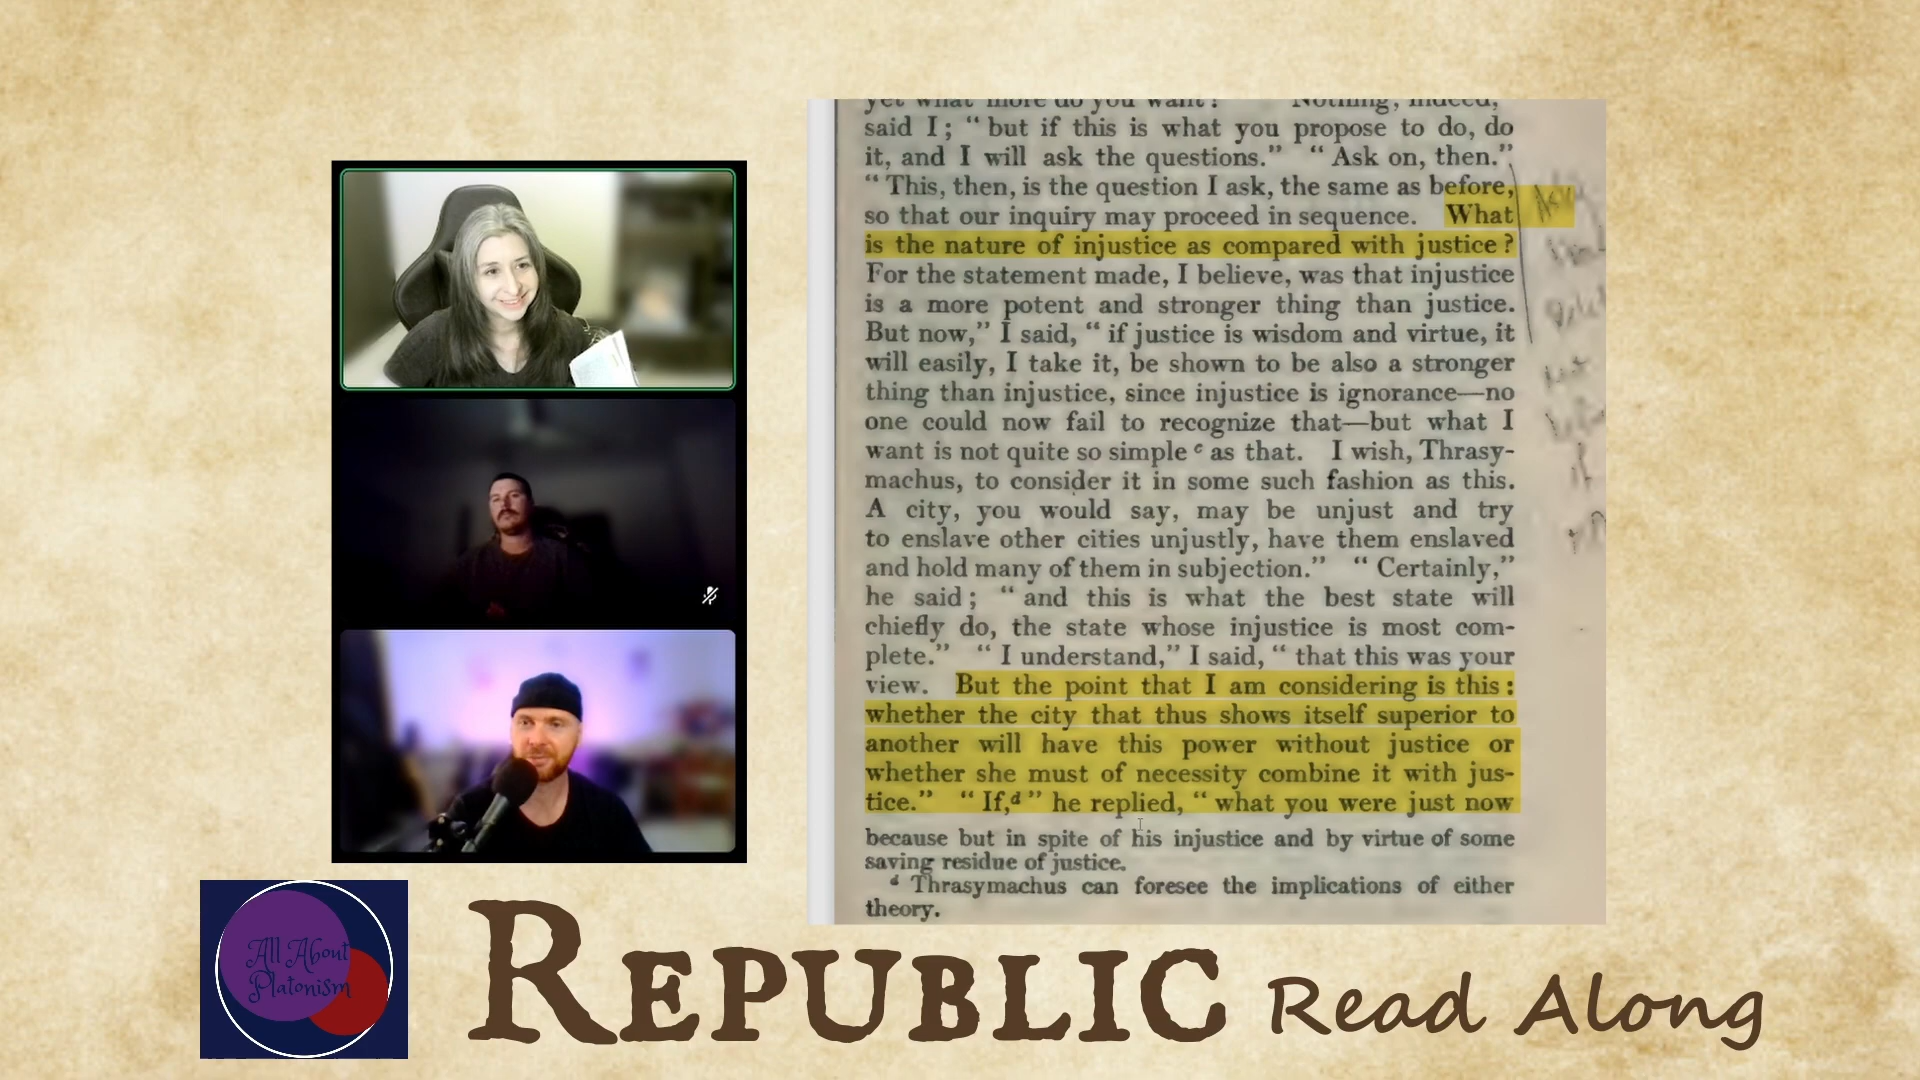 yet what more do you want?" "Nothing, indeed,"
said I; “ but if this is what you propose to do, do
it, and I will ask the questions.” “ Ask on, then.”
“ This, then, is the question I ask, the same as before,
so that our inquiry may proceed in sequence. What
is the nature of injustice as compared with justice ?
For the statement made, I believe, was that injustice
is a more potent and stronger thing than justice.
But now,” I said, “ if justice is wisdom and virtue, it
will easily, I take it, be shown to be also a stronger
thing than injustice, since injustice is ignorance—no
one could now fail to recognize that—but what I
want is not quite so simple c as that. I wish, Thrasy-
machus, to consider it in some such fashion as this.
A city, you would say, may be unjust and try
to enslave other cities unjustly, have them enslaved
and hold many of them in subjection.” “ Certainly,”
he said ; “ and this is what the best state will
chiefly do, the state whose injustice is most com-
plete.” “ I understand,” I said, “ that this was your
view. But the point that I am considering is this :
whether the city that thus shows itself superior to
another will have this power without justice or
whether she must of necessity combine it with jus-
tice.” “ If,d ” he replied, “ what you were just now
because but in spite of his injustice and by virtue of some
saving residue of justice.
d Thrasymachus can foresee the implications of either
theory.
All About
Platonism
REPUBLIC Read Along